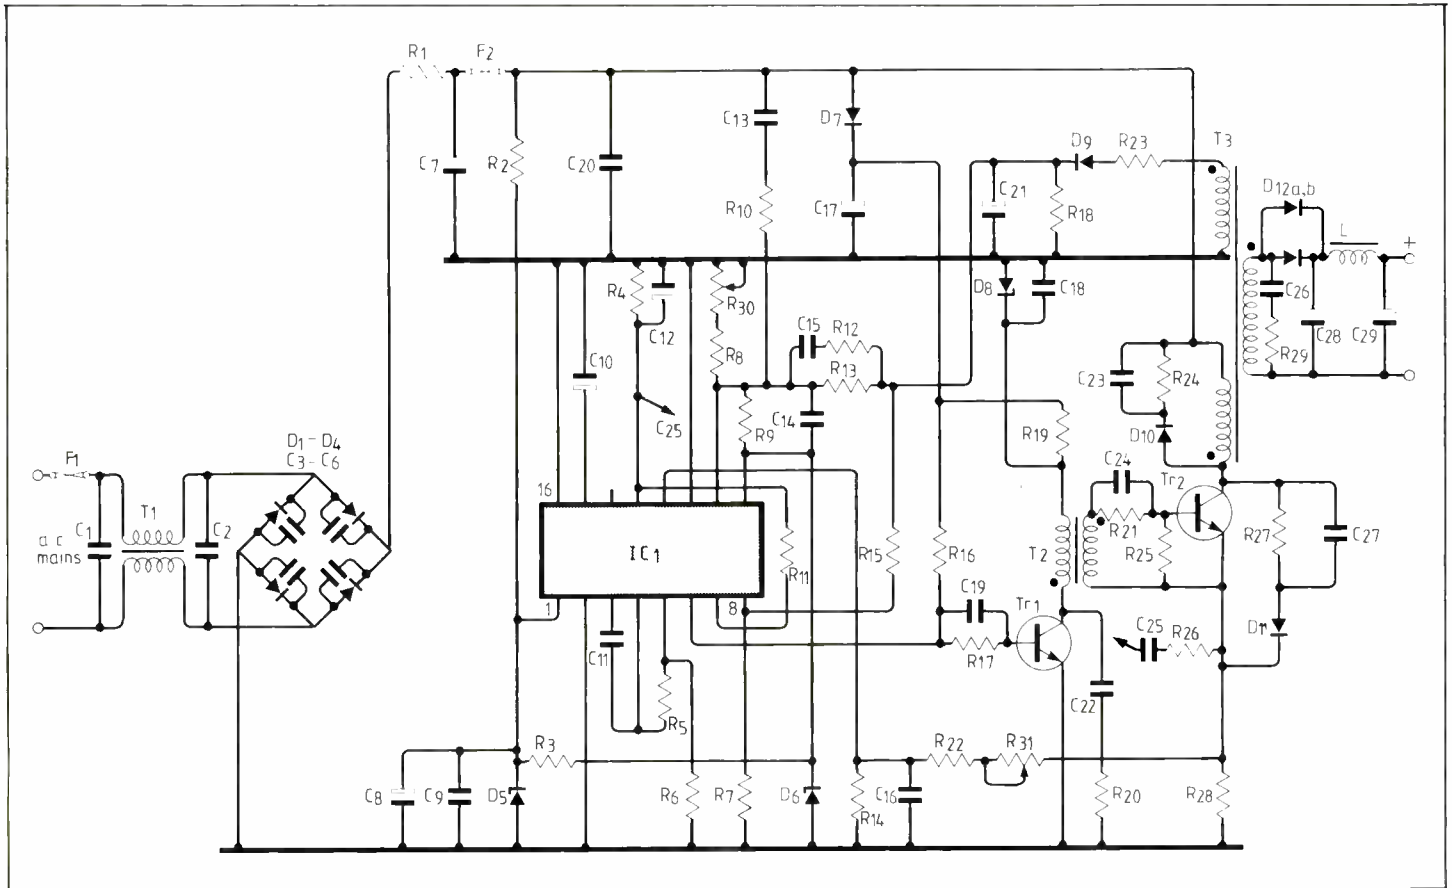 R1 F2
C7 R2 C20 C13 D7
R10 C17 C21 R18 D9 R23 T3
D12a,b
L +
R4 C12 R30 D8 C18
C26
C10 R8 C15 R12
R13
C28 C29
R29
C25 R9 C14 R19 C23 R24
D10
D1-D4
C3-C6
F1
C1 T1 C2
a c
mains
16
IC1
1 8
R11 R15 R16 T2
C24
R21
R25
Tr2
R27 C27
C11 R5
C19
R17
Tr1
C22
C25 R26
D11
R3
R22 R31
C8 C9 D5 R6 R7 D6 R14 C16 R20 R28